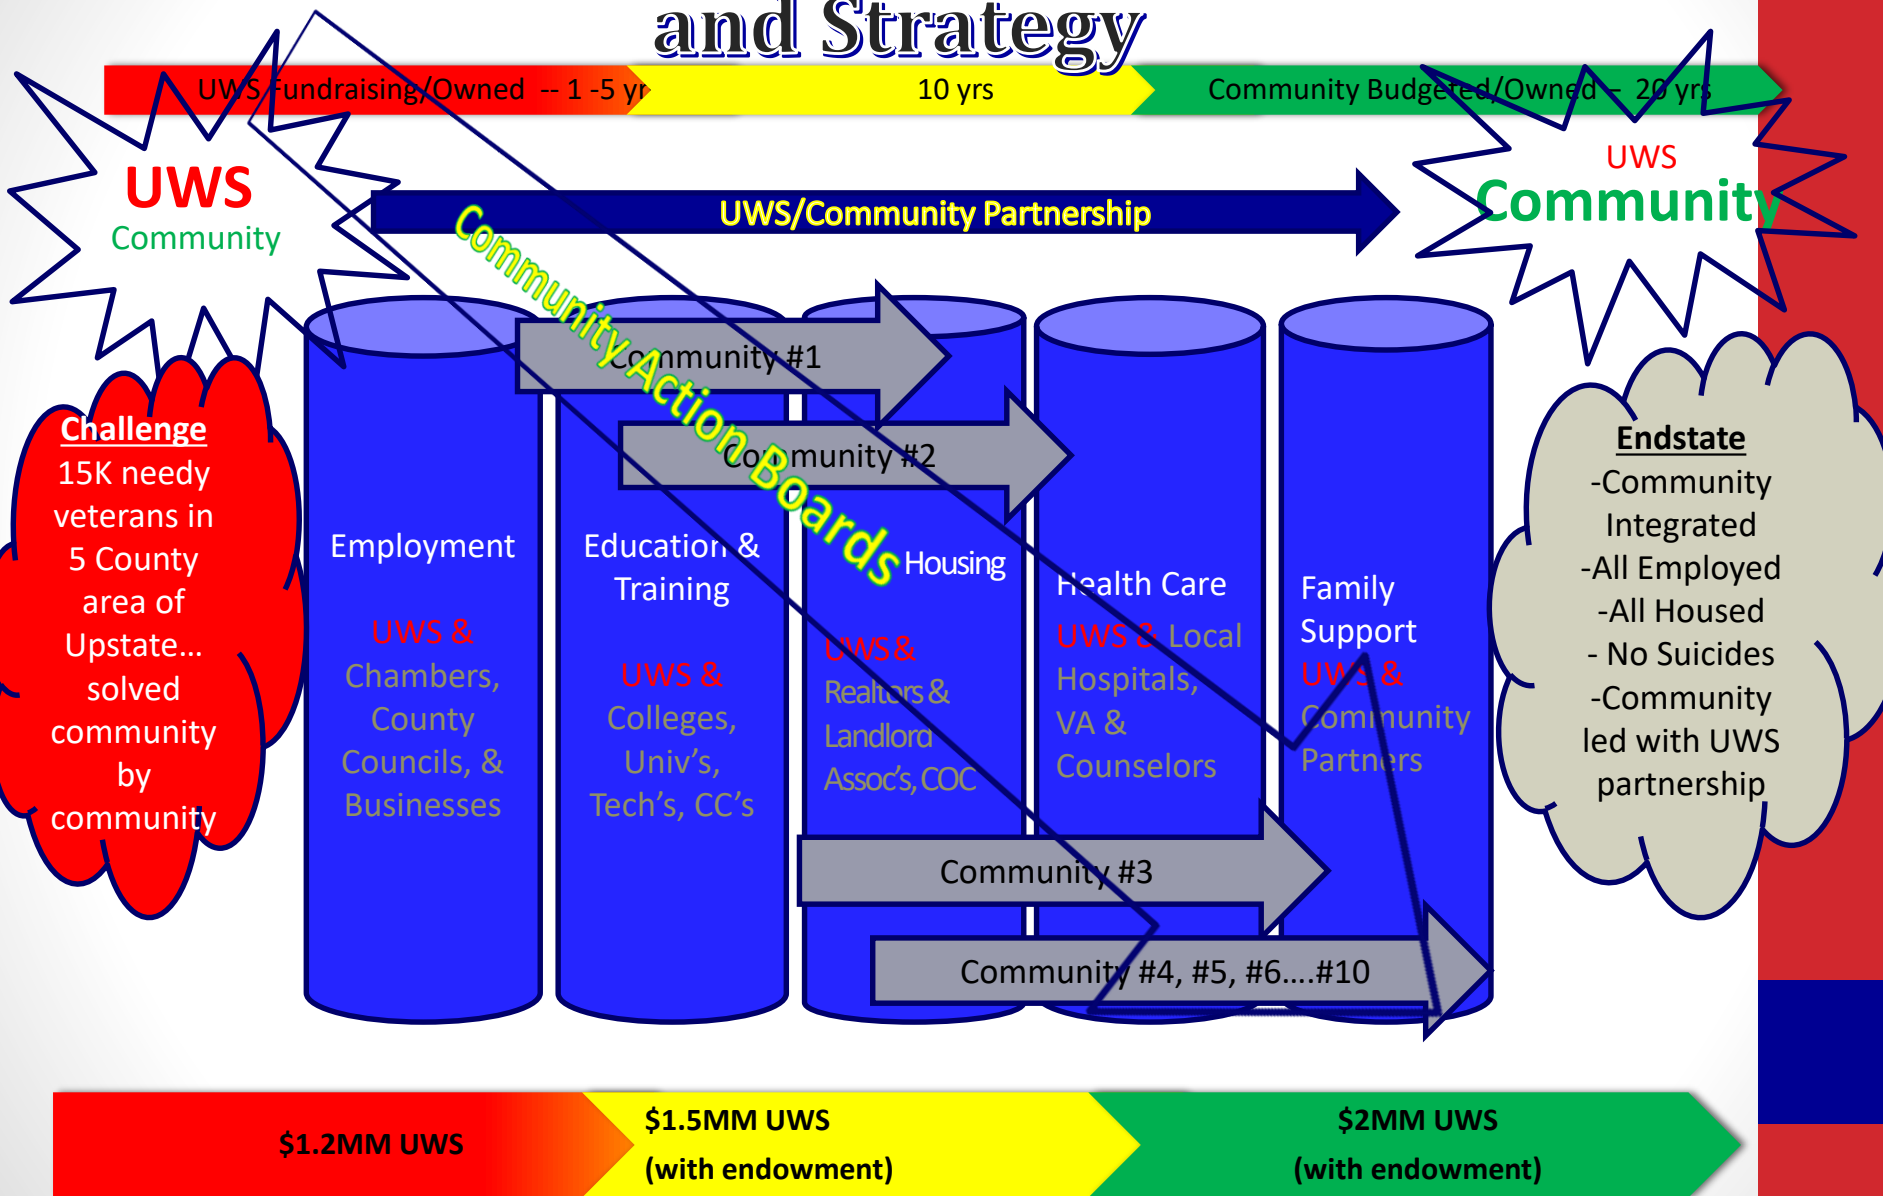 and Strategy
UWS Fundraising/Owned -- 1 -5 yr
10 yrs
Community Budgeted/Owned – 20 yrs
UWS
Community
UWS/Community Partnership
UWS
Community
Community Action Boards
Community #1
Community #2
Challenge
15K needy
veterans in
5 County
area of
Upstate...
solved
community
by
community
Employment
UWS &
Chambers,
County
Councils, &
Businesses
Education &
Training
UWS &
Colleges,
Univ's,
Tech's, CC's
Housing
UWS &
Realtors &
Landlord
Assoc's, COC
Health Care
UWS & Local
Hospitals,
VA &
Counselors
Family
Support
UWS &
Community
Partners
Endstate
-Community
Integrated
-All Employed
-All Housed
- No Suicides
-Community
led with UWS
partnership
Community #3
Community #4, #5, #6....#10
$1.2MM UWS
$1.5MM UWS
(with endowment)
$2MM UWS
(with endowment)